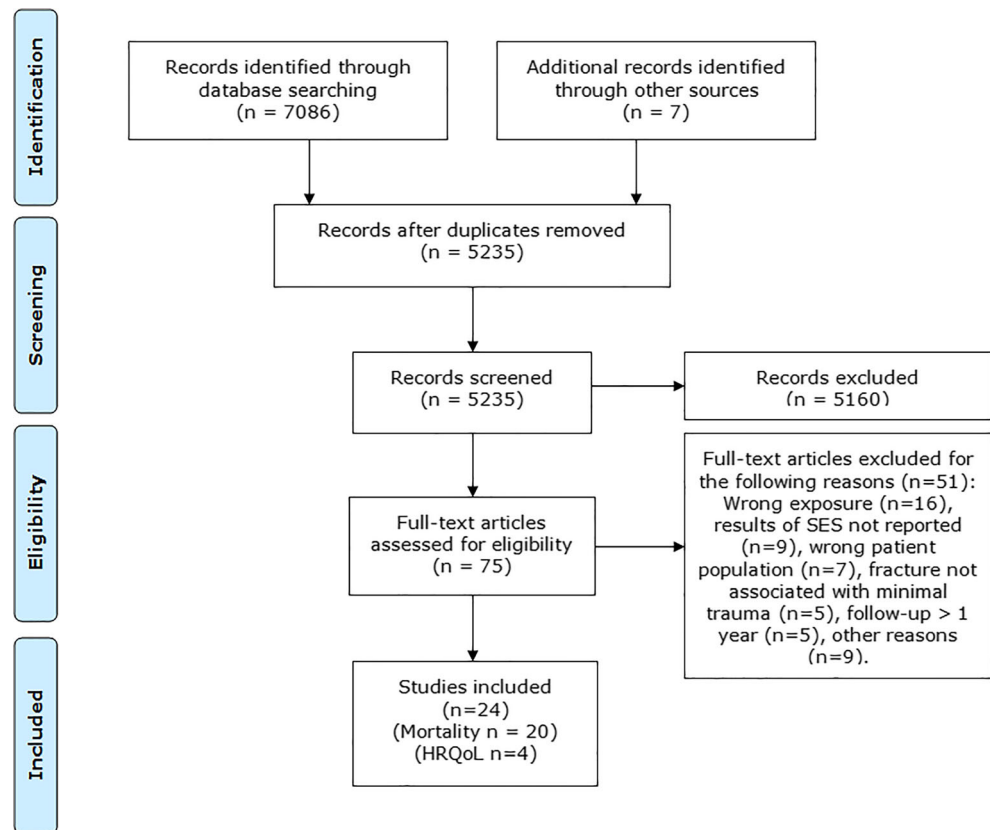 Identification
Records identified through
database searching
(n = 7086)
Additional records identified
through other sources
(n = 7)
Screening
Records after duplicates removed
(n = 5235)
Records screened
(n = 5235)
Records excluded
(n = 5160)
Eligibility
Full-text articles
assessed for eligibility
(n = 75)
Full-text articles excluded for
the following reasons (n=51):
Wrong exposure (n=16),
results of SES not reported
(n=9), wrong patient
population (n=7), fracture not
associated with minimal
trauma (n=5), follow-up > 1
year (n=5), other reasons
(n=9).
Included
Studies included
(n=24)
(Mortality n = 20)
(HRQoL n=4)